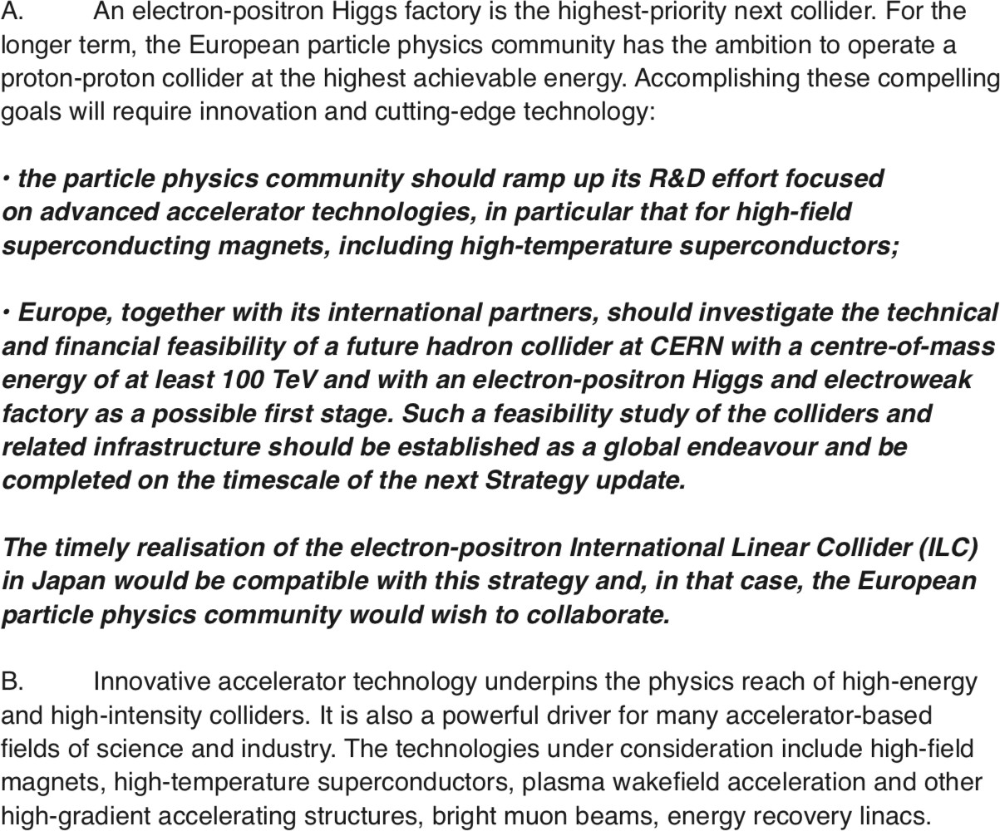 A. An electron-positron Higgs factory is the highest-priority next collider. For the
longer term, the European particle physics community has the ambition to operate a
proton-proton collider at the highest achievable energy. Accomplishing these compelling
goals will require innovation and cutting-edge technology:
• the particle physics community should ramp up its R&D effort focused
on advanced accelerator technologies, in particular that for high-field
superconducting magnets, including high-temperature superconductors;
• Europe, together with its international partners, should investigate the technical
and financial feasibility of a future hadron collider at CERN with a centre-of-mass
energy of at least 100 TeV and with an electron-positron Higgs and electroweak
factory as a possible first stage. Such a feasibility study of the colliders and
related infrastructure should be established as a global endeavour and be
completed on the timescale of the next Strategy update.
The timely realisation of the electron-positron International Linear Collider (ILC)
in Japan would be compatible with this strategy and, in that case, the European
particle physics community would wish to collaborate.
B. Innovative accelerator technology underpins the physics reach of high-energy
and high-intensity colliders. It is also a powerful driver for many accelerator-based
fields of science and industry. The technologies under consideration include high-field
magnets, high-temperature superconductors, plasma wakefield acceleration and other
high-gradient accelerating structures, bright muon beams, energy recovery linacs.